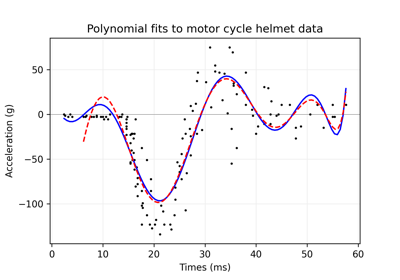 Polynomial fits to motor cycle helmet data
Acceleration (g)
50
0
−50
−100
0 10 20 30 40 50 60
Times (ms)